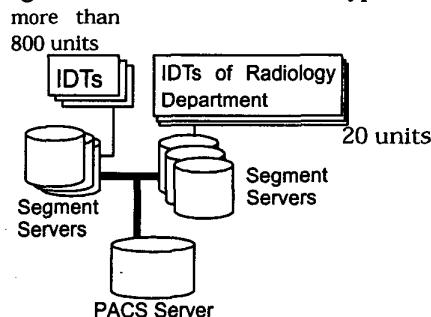 more than
800 units
IDTs
IDTs of Radiology
Department
20 units
Segment
Servers
Segment
Servers
PACS Server